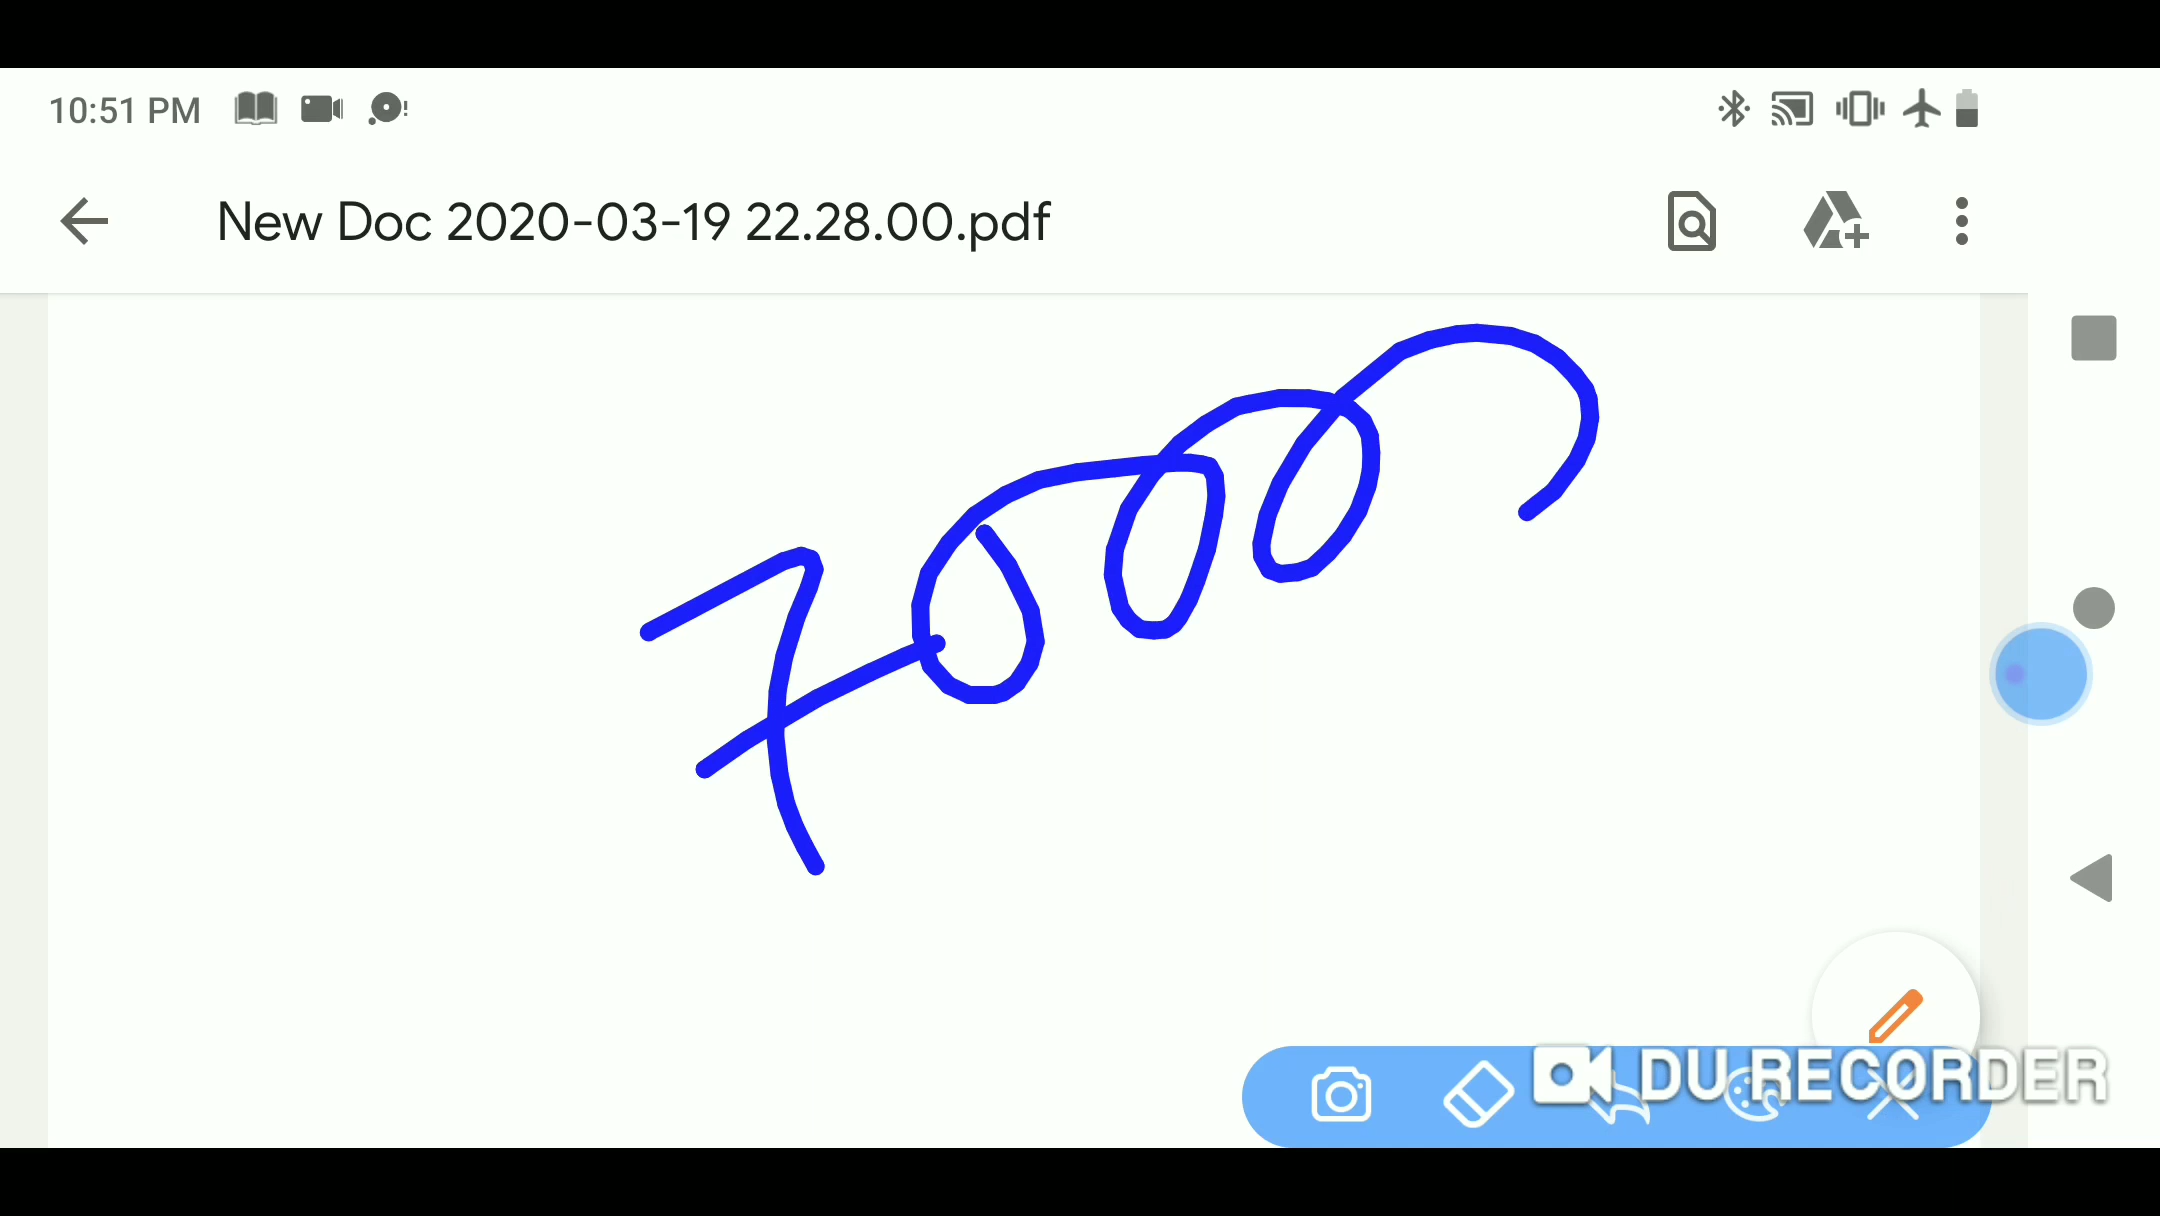 10:51 PM
New Doc 2020-03-19 22.28.00.pdf
7000
DU RECORDER